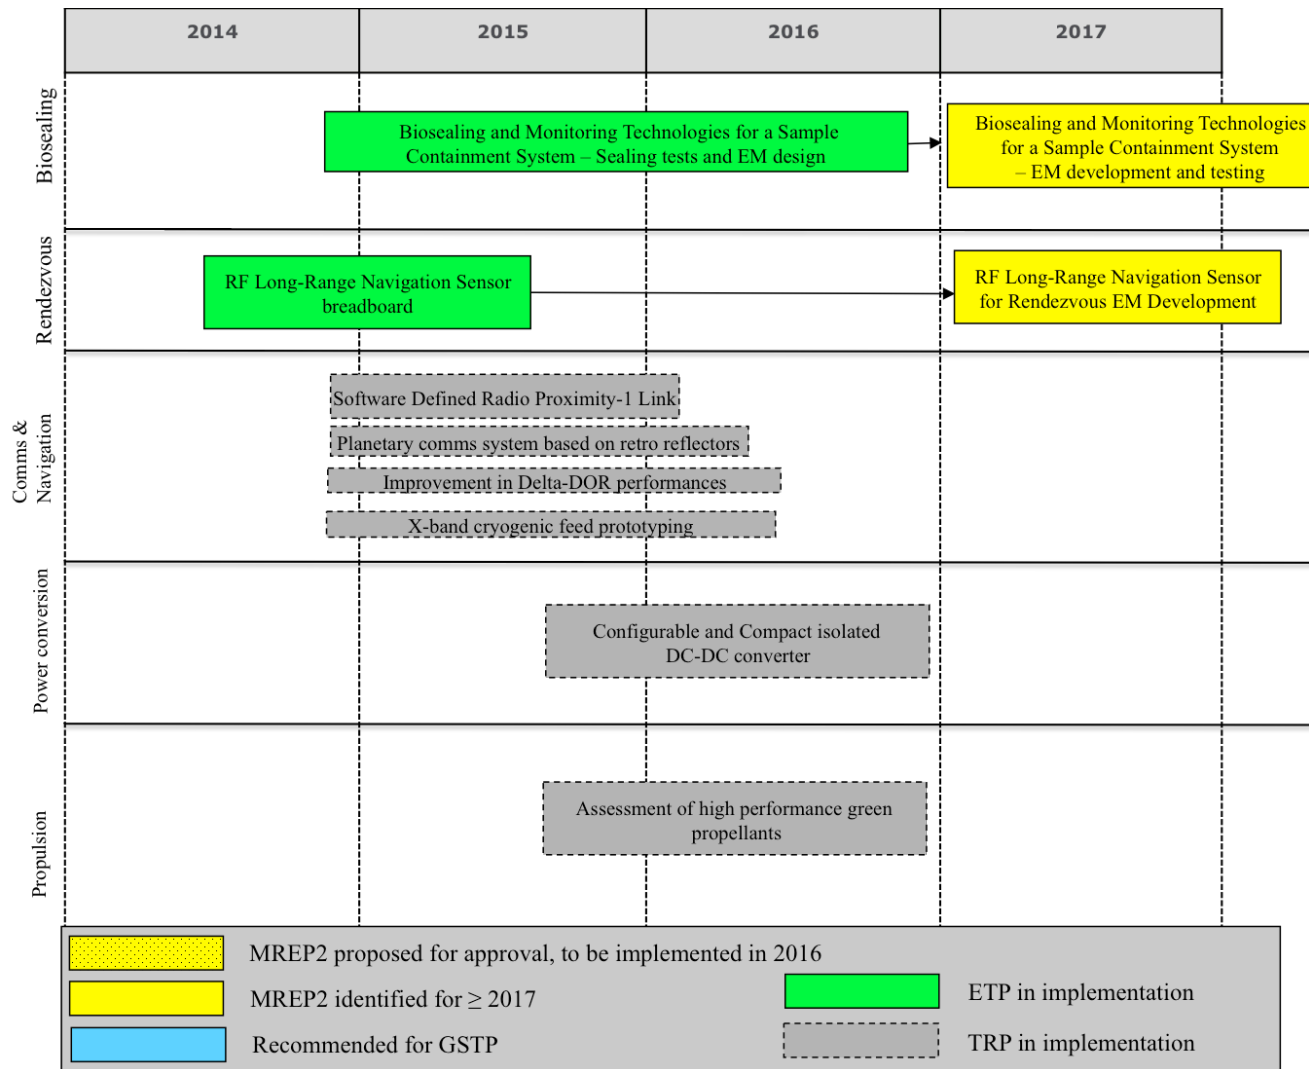 2014 2015 2016 2017
Biosealing
Biosealing and Monitoring Technologies for a Sample
Containment System – Sealing tests and EM design
Biosealing and Monitoring Technologies
for a Sample Containment System
– EM development and testing
Rendezvous
RF Long-Range Navigation Sensor
breadboard
RF Long-Range Navigation Sensor
for Rendezvous EM Development
Comms &
Navigation
Software Defined Radio Proximity-1 Link
Planetary comms system based on retro reflectors
Improvement in Delta-DOR performances
X-band cryogenic feed prototyping
Power conversion
Configurable and Compact isolated
DC-DC converter
Propulsion
Assessment of high performance green
propellants
MREP2 proposed for approval, to be implemented in 2016
MREP2 identified for ≥ 2017
Recommended for GSTP
ETP in implementation
TRP in implementation